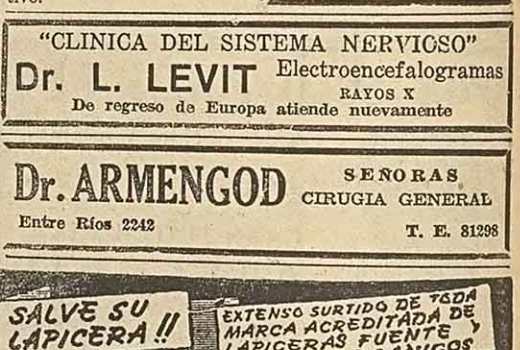 "CLINICA DEL SISTEMA NERVIOSO"
Dr. L. LEVIT
Electroencefalogramas
RAYOS X
De regreso de Europa atiende nuevamente
Dr. ARMENGOD
SEÑORAS
CIRUGIA GENERAL
Entre Ríos 2242
T. E. 81298
SALVE SU
LAPICERA!!
EXTENSO SURTIDO DE TODA
MARCA ACREDITADA DE
LAPICERAS FUENTE Y